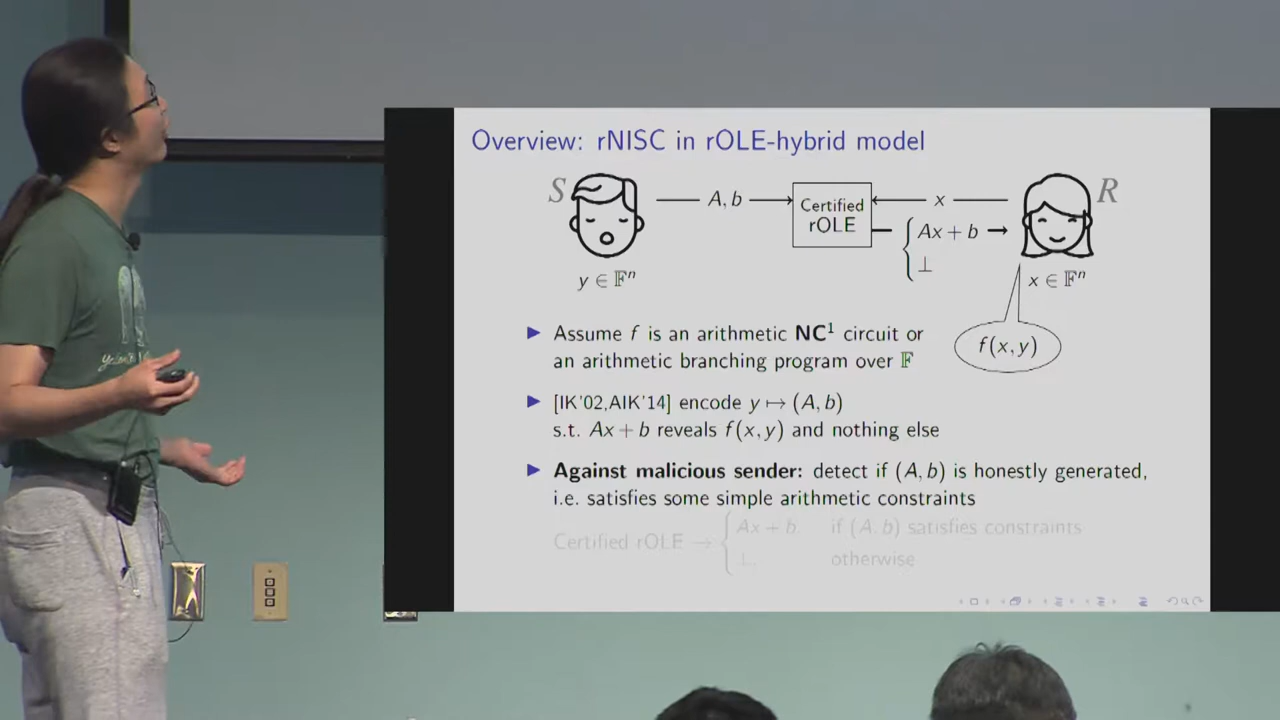 Overview: rNISC in rOLE-hybrid model
S
A, b
Certified
rOLE
x
R
Ax + b
⊥
y ∈ 𝔽ⁿ
x ∈ 𝔽ⁿ
f(x, y)
▶ Assume f is an arithmetic NC¹ circuit or
an arithmetic branching program over 𝔽
▶ [IK'02,AIK'14] encode y ↦ (A, b)
s.t. Ax + b reveals f(x, y) and nothing else
▶ Against malicious sender: detect if (A, b) is honestly generated,
i.e. satisfies some simple arithmetic constraints
Certified rOLE → { Ax + b, if (A, b) satisfies constraints
⊥, otherwise